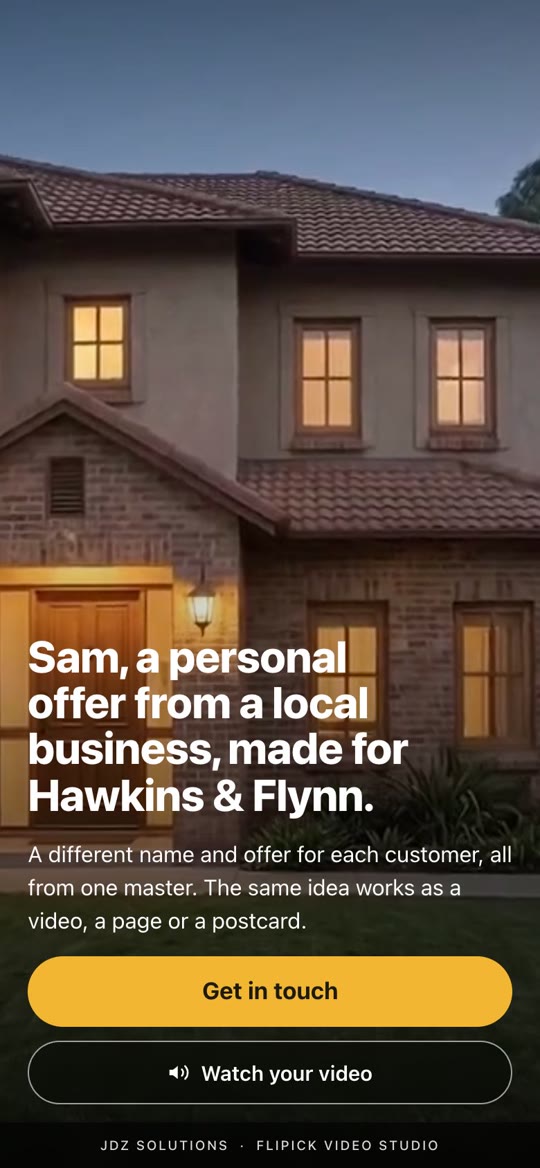 Sam, a personal
offer from a local
business, made for
Hawkins & Flynn.
A different name and offer for each customer, all
from one master. The same idea works as a
video, a page or a postcard.
Get in touch
Watch your video
JDZ SOLUTIONS · FLIPICK VIDEO STUDIO